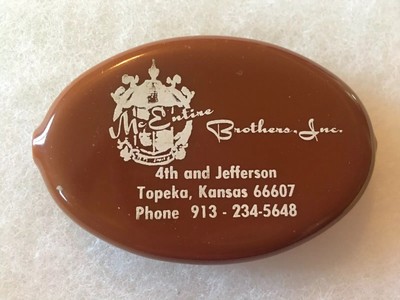 McEntire Brothers, Inc.
4th and Jefferson
Topeka, Kansas 66607
Phone 913 - 234-5648